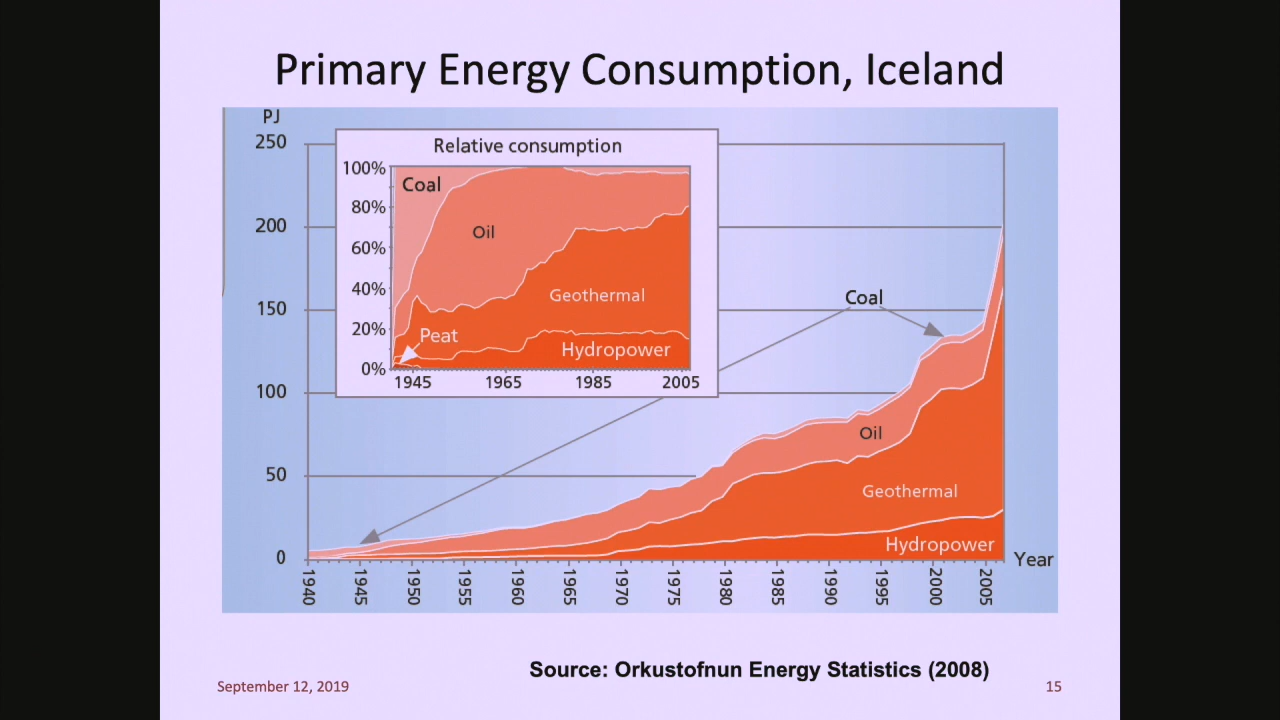 Primary Energy Consumption, Iceland
PJ
250
200
150
100
50
0
Relative consumption
100%
80%
60%
40%
20%
0%
Coal
Oil
Geothermal
Peat
Hydropower
1945 1965 1985 2005
Coal
Oil
Geothermal
Hydropower
Year
1940 1945 1950 1955 1960 1965 1970 1975 1980 1985 1990 1995 2000 2005
Source: Orkustofnun Energy Statistics (2008)
September 12, 2019
15